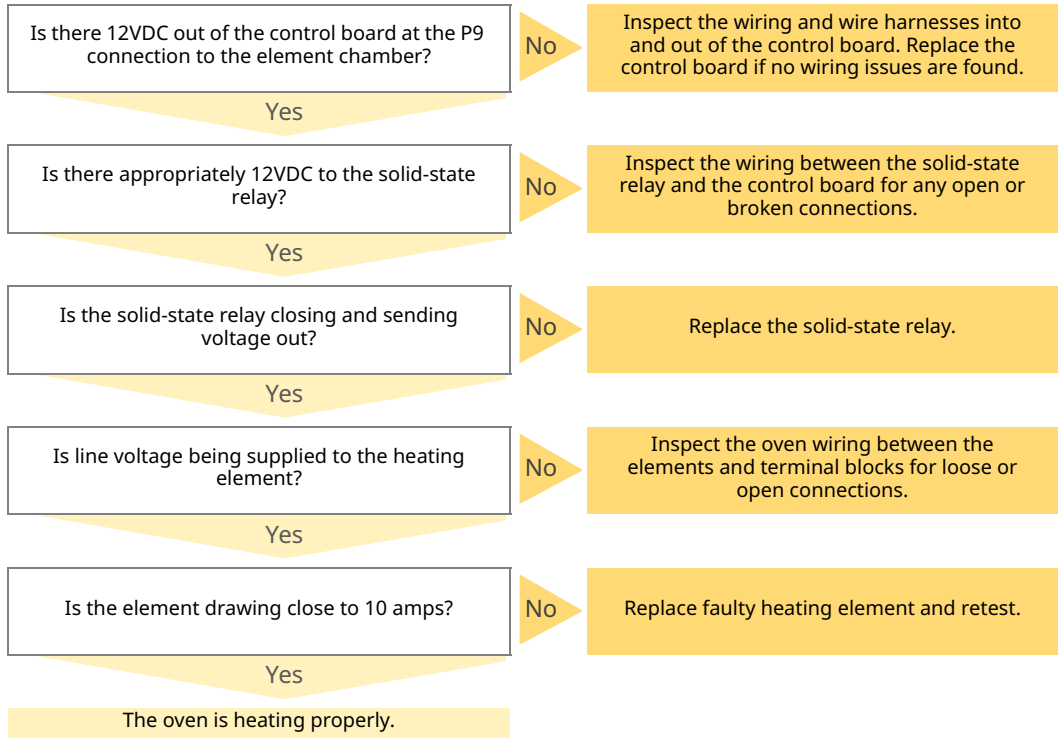 Is there 12VDC out of the control board at the P9
connection to the element chamber?
No
Inspect the wiring and wire harnesses into
and out of the control board. Replace the
control board if no wiring issues are found.
Yes
Is there appropriately 12VDC to the solid-state
relay?
No
Inspect the wiring between the solid-state
relay and the control board for any open or
broken connections.
Yes
Is the solid-state relay closing and sending
voltage out?
No
Replace the solid-state relay.
Yes
Is line voltage being supplied to the heating
element?
No
Inspect the oven wiring between the
elements and terminal blocks for loose or
open connections.
Yes
Is the element drawing close to 10 amps?
No
Replace faulty heating element and retest.
Yes
The oven is heating properly.